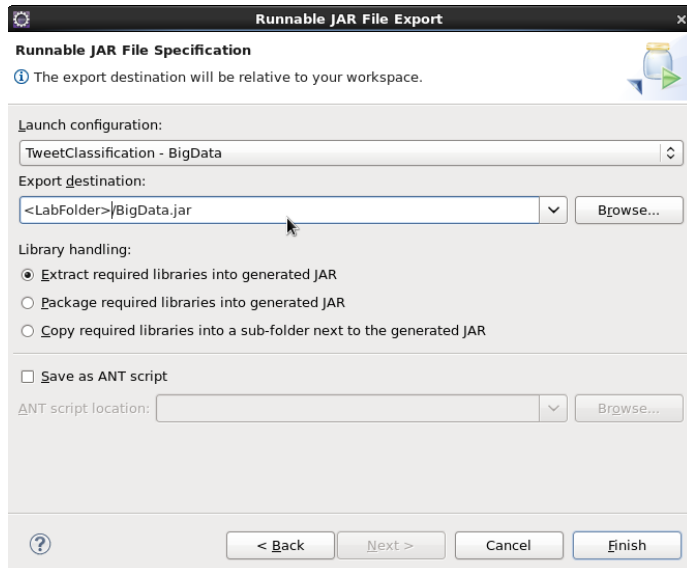 Runnable JAR File Export
Runnable JAR File Specification
The export destination will be relative to your workspace.
Launch configuration:
TweetClassification - BigData
Export destination:
<LabFolder>/BigData.jar
Browse...
Library handling:
Extract required libraries into generated JAR
Package required libraries into generated JAR
Copy required libraries into a sub-folder next to the generated JAR
Save as ANT script
ANT script location:
Browse...
< Back
Next >
Cancel
Finish